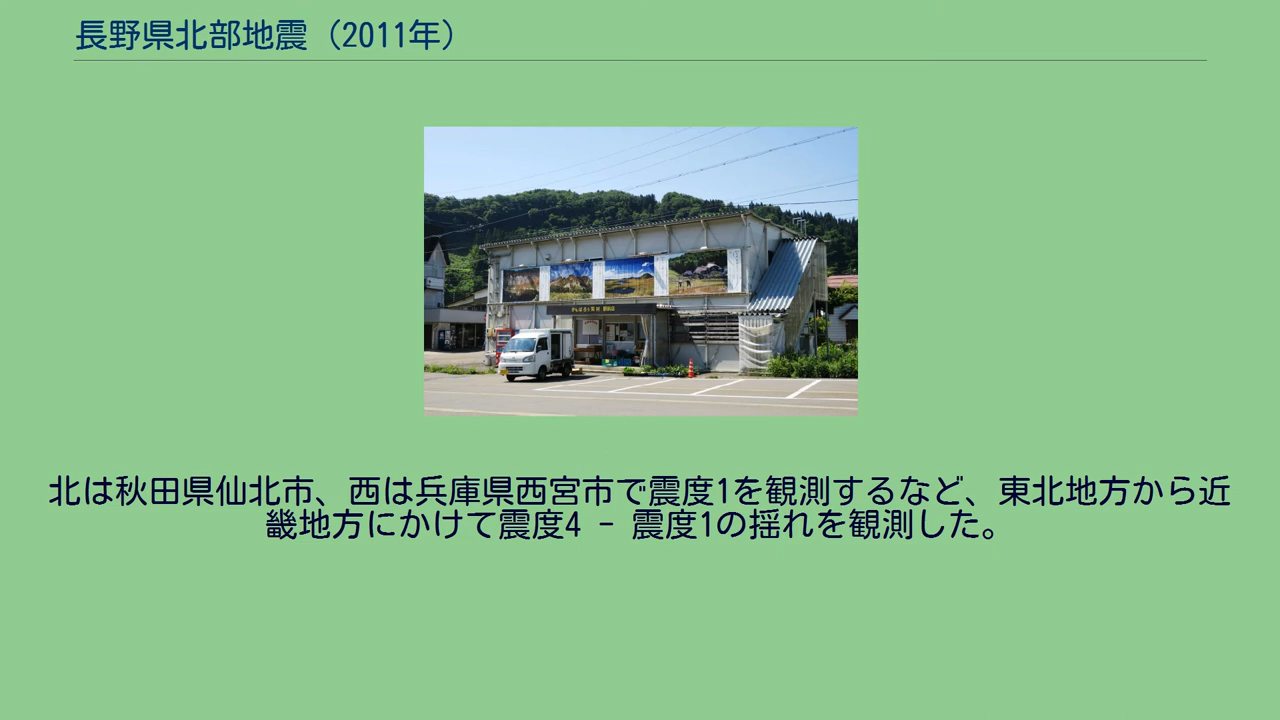 長野県北部地震（2011年）
北は秋田県仙北市、西は兵庫県西宮市で震度1を観測するなど、東北地方から近
畿地方にかけて震度4 - 震度1の揺れを観測した。